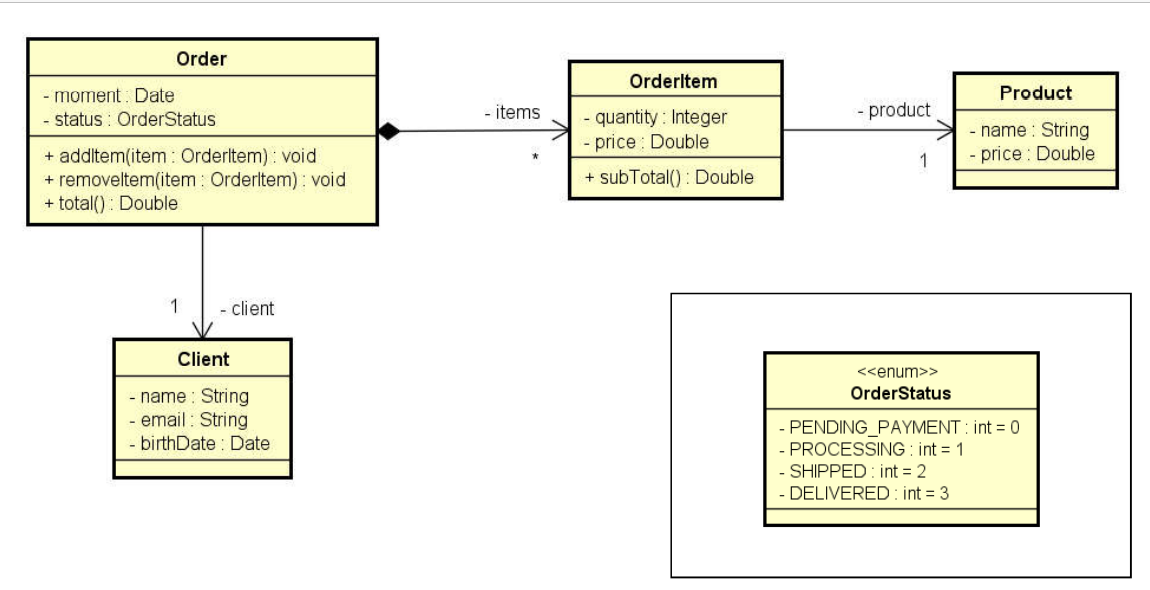 Order
- moment : Date
- status : OrderStatus
+ addItem(item : OrderItem) : void
+ removeItem(item : OrderItem) : void
+ total() : Double
- items
*
OrderItem
- quantity : Integer
- price : Double
+ subTotal() : Double
- product
1
Product
- name : String
- price : Double
1
- client
Client
- name : String
- email : String
- birthDate : Date
<<enum>>
OrderStatus
- PENDING_PAYMENT : int = 0
- PROCESSING : int = 1
- SHIPPED : int = 2
- DELIVERED : int = 3